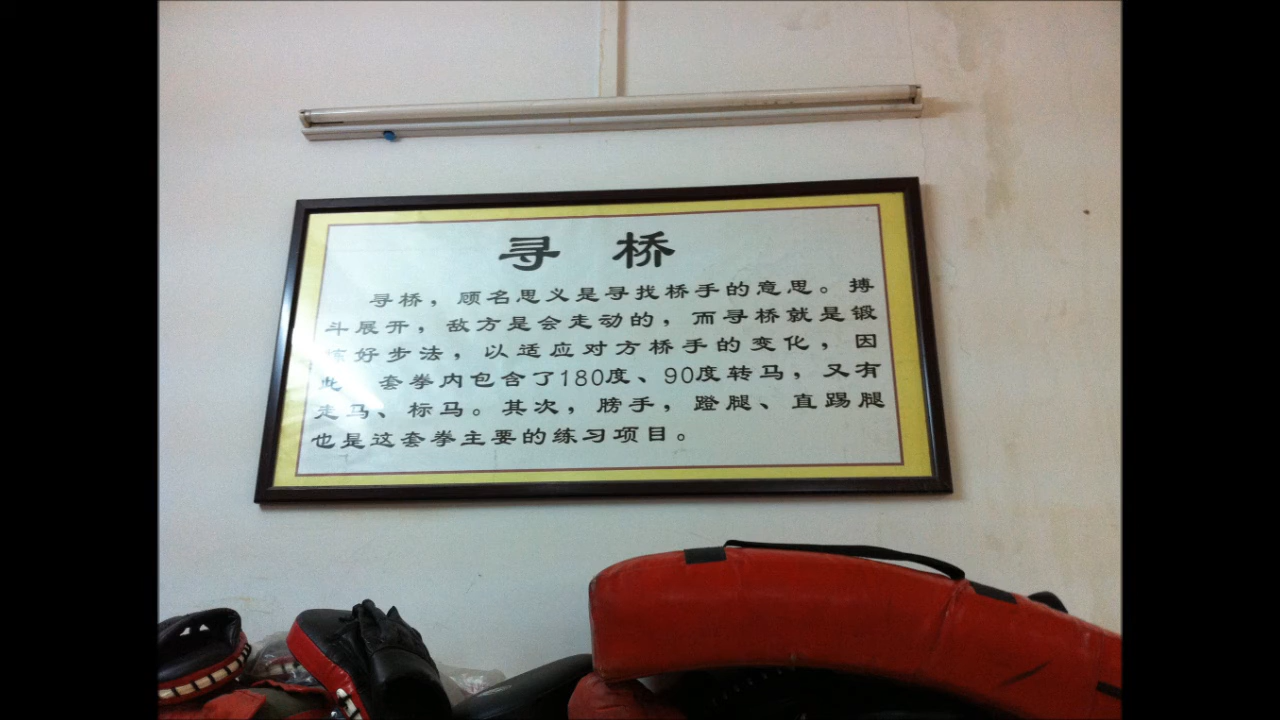 寻 桥
寻桥，顾名思义是寻找桥手的意思。搏
斗展开，敌方是会走动的，而寻桥就是锻
炼好步法，以适应对方桥手的变化，因
此 套拳内包含了180度、90度转马，又有
走马、标马。其次，膀手，蹬腿、直踢腿
也是这套拳主要的练习项目。